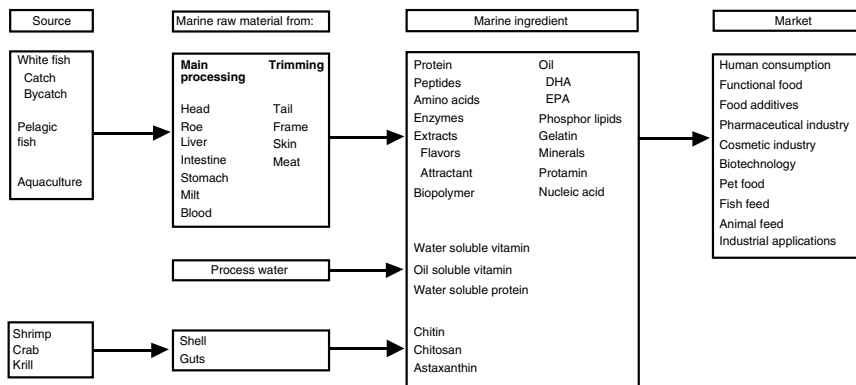 Source
Marine raw material from:
Marine ingredient
Market
White fish
Catch
Bycatch
Pelagic
fish
Aquaculture
Main
processing
Head
Roe
Liver
Intestine
Stomach
Milt
Blood
Trimming
Tail
Frame
Skin
Meat
Protein
Peptides
Amino acids
Enzymes
Extracts
Flavors
Attractant
Biopolymer
Oil
DHA
EPA
Phosphor lipids
Gelatin
Minerals
Protamin
Nucleic acid
Human consumption
Functional food
Food additives
Pharmaceutical industry
Cosmetic industry
Biotechnology
Pet food
Fish feed
Animal feed
Industrial applications
Process water
Water soluble vitamin
Oil soluble vitamin
Water soluble protein
Shrimp
Crab
Krill
Shell
Guts
Chitin
Chitosan
Astaxanthin